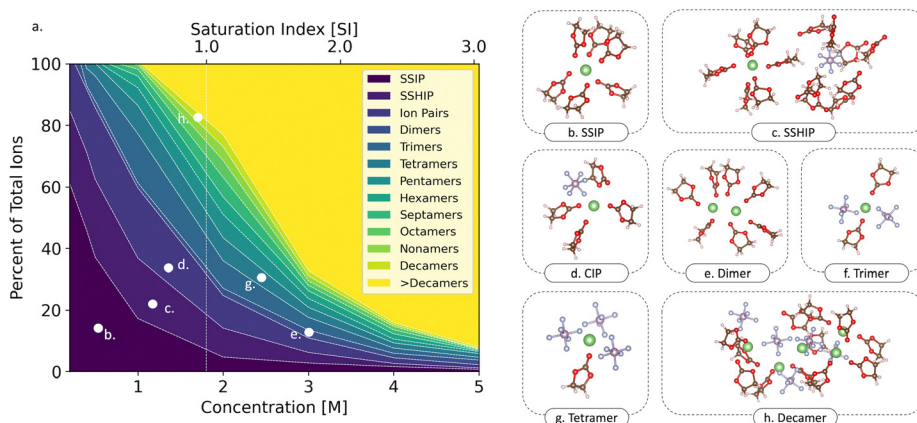 a.
Saturation Index [SI]
1.0 2.0 3.0
Percent of Total Ions
100
80
60
40
20
0
1 2 3 4 5
Concentration [M]
SSIP
SSHIP
Ion Pairs
Dimers
Trimers
Tetramers
Pentamers
Hexamers
Septamers
Octamers
Nonamers
Decamers
>Decamers
h.
d.
g.
c.
b.
e.
b. SSIP
c. SSHIP
d. CIP
e. Dimer
f. Trimer
g. Tetramer
h. Decamer